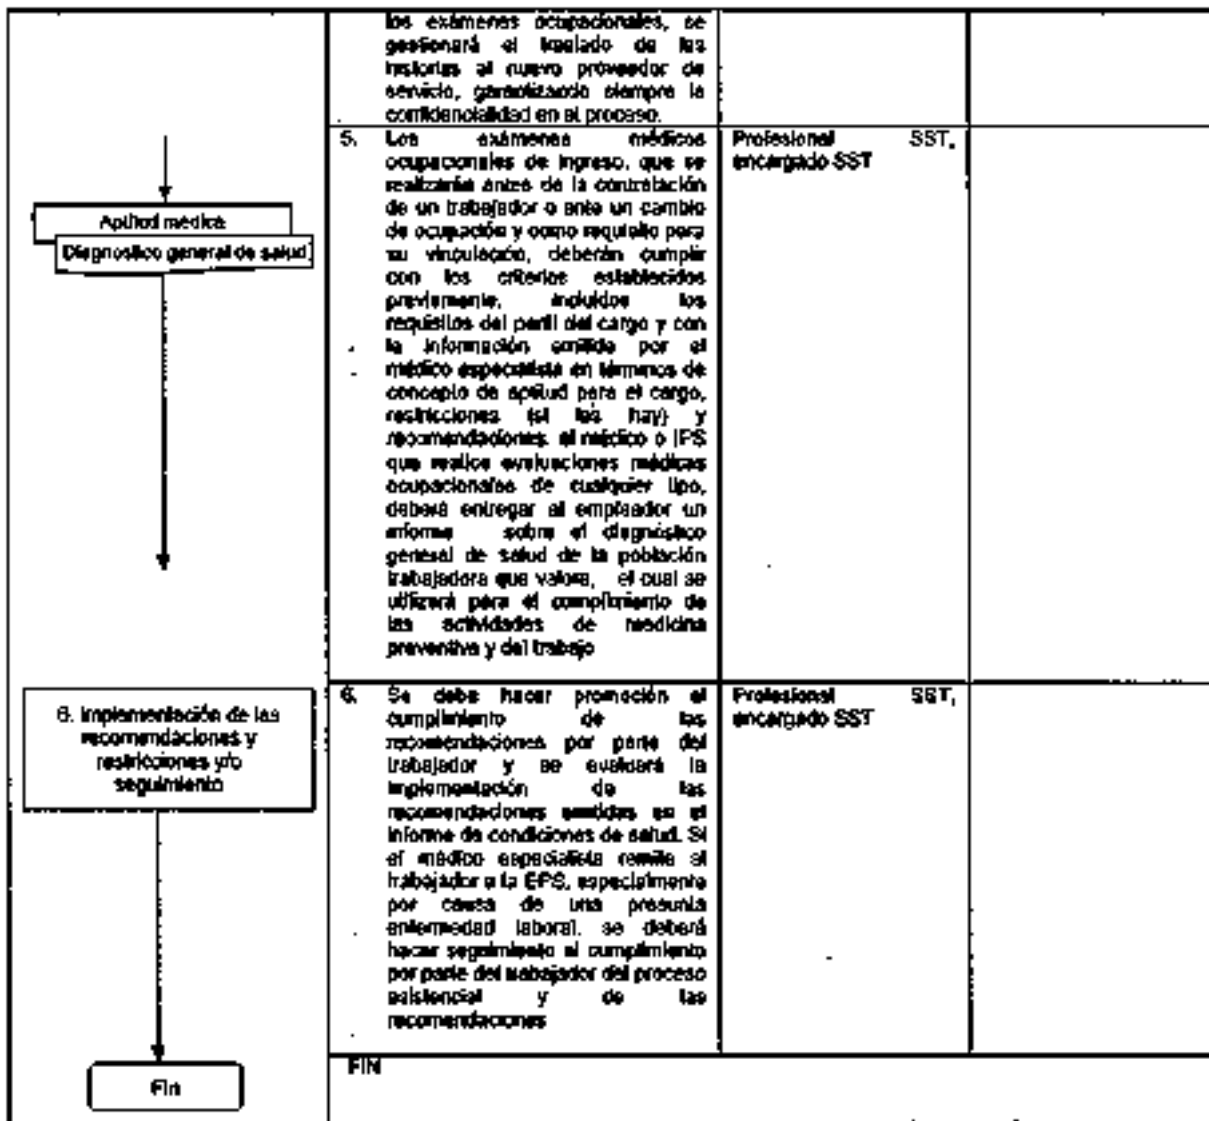 los exámenes ocupacionales, se
gestionará el traslado de las
historias al nuevo proveedor de
servicio, garantizando siempre la
confidencialidad en el proceso.
Aptitud médica
Diagnostico general de salud
5. Los exámenes médicos
ocupacionales de ingreso, que se
realizarán antes de la contratación
de un trabajador o ante un cambio
de ocupación y como requisito para
su vinculación, deberán cumplir
con los criterios establecidos
previamente, incluidos los
requisitos del perfil del cargo y con
la información emitida por el
médico especialista en términos de
concepto de aptitud para el cargo,
restricciones (si las hay) y
recomendaciones. el médico o IPS
que realice evaluaciones médicas
ocupacionales de cualquier tipo,
deberá entregar al empleador un
informe sobre el diagnóstico
general de salud de la población
trabajadora que valora, el cual se
utilizará para el cumplimiento de
las actividades de medicina
preventiva y del trabajo
Profesional SST,
encargado SST
6. Implementación de las
recomendaciones y
restricciones y/o
seguimiento
6. Se debe hacer promoción al
cumplimiento de las
recomendaciones por parte del
trabajador y se evaluará la
implementación de las
recomendaciones emitidas en el
informe de condiciones de salud. Si
el médico especialista remite al
trabajador a la EPS, especialmente
por causa de una presunta
enfermedad laboral, se deberá
hacer seguimiento al cumplimiento
por parte del trabajador del proceso
asistencial y de las
recomendaciones
Profesional SST,
encargado SST
Fin
FIN